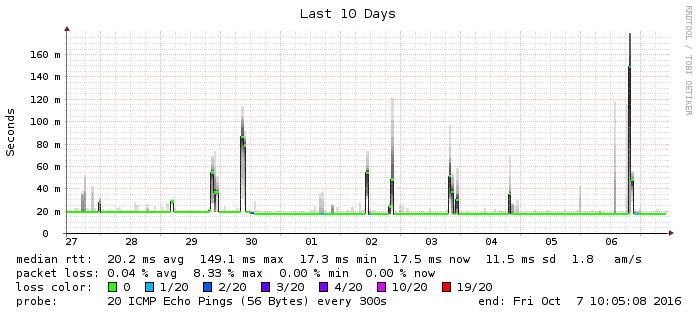 Last 10 Days
RRDTOOL / TOBI OETIKER
Seconds
160 m
140 m
120 m
100 m
80 m
60 m
40 m
20 m
0
27 28 29 30 01 02 03 04 05 06
median rtt: 20.2 ms avg 149.1 ms max 17.3 ms min 17.5 ms now 11.5 ms sd 1.8 am/s
packet loss: 0.04 % avg 8.33 % max 0.00 % min 0.00 % now
loss color: 0 1/20 2/20 3/20 4/20 10/20 19/20
probe: 20 ICMP Echo Pings (56 Bytes) every 300s end: Fri Oct 7 10:05:08 2016